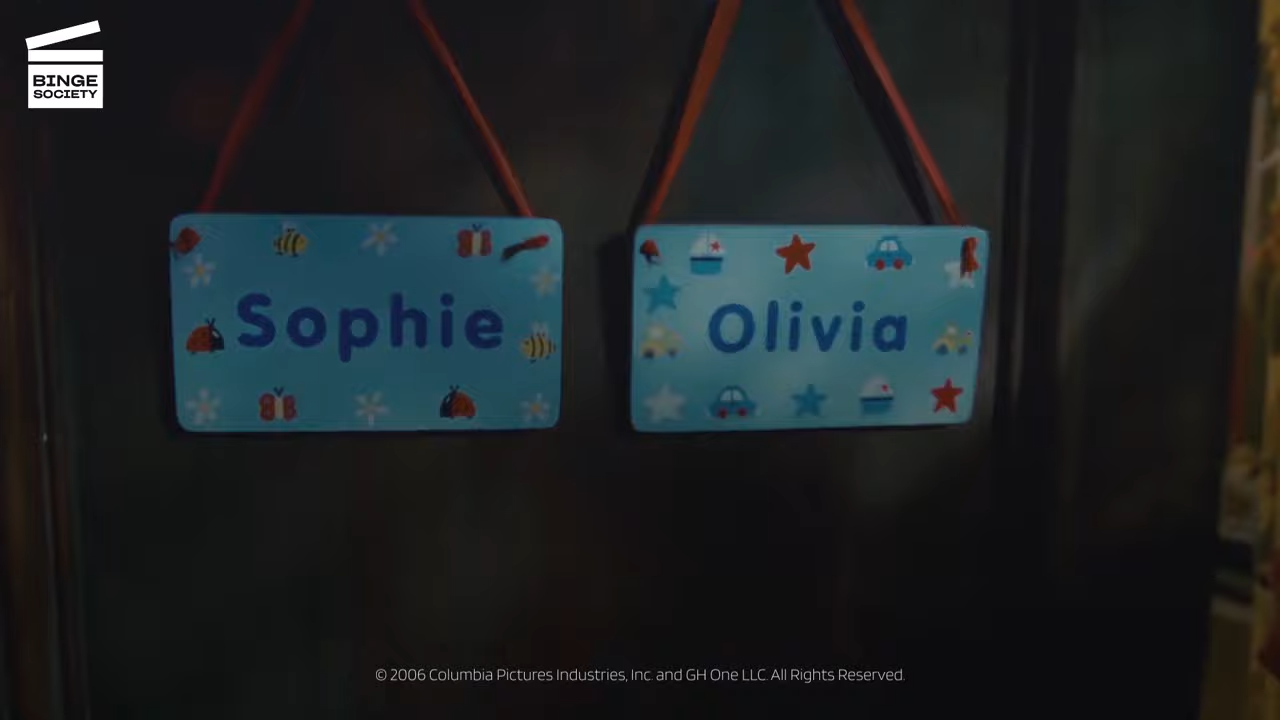 BINGE
SOCIETY
Sophie
Olivia
© 2006 Columbia Pictures Industries, Inc. and GH One LLC. All Rights Reserved.